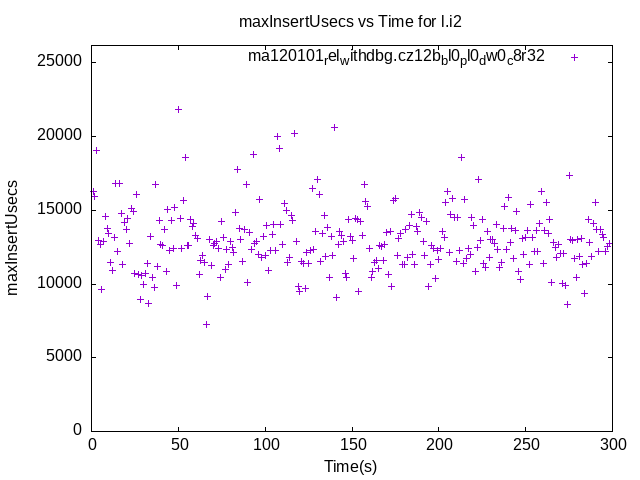 maxInsertUsecs vs Time for l.i2
ma120101relwithdbg.cz12bbl0pl0dw0c8r32
maxInsertUsecs
25000
20000
15000
10000
5000
0
0 50 100 150 200 250 300
Time(s)